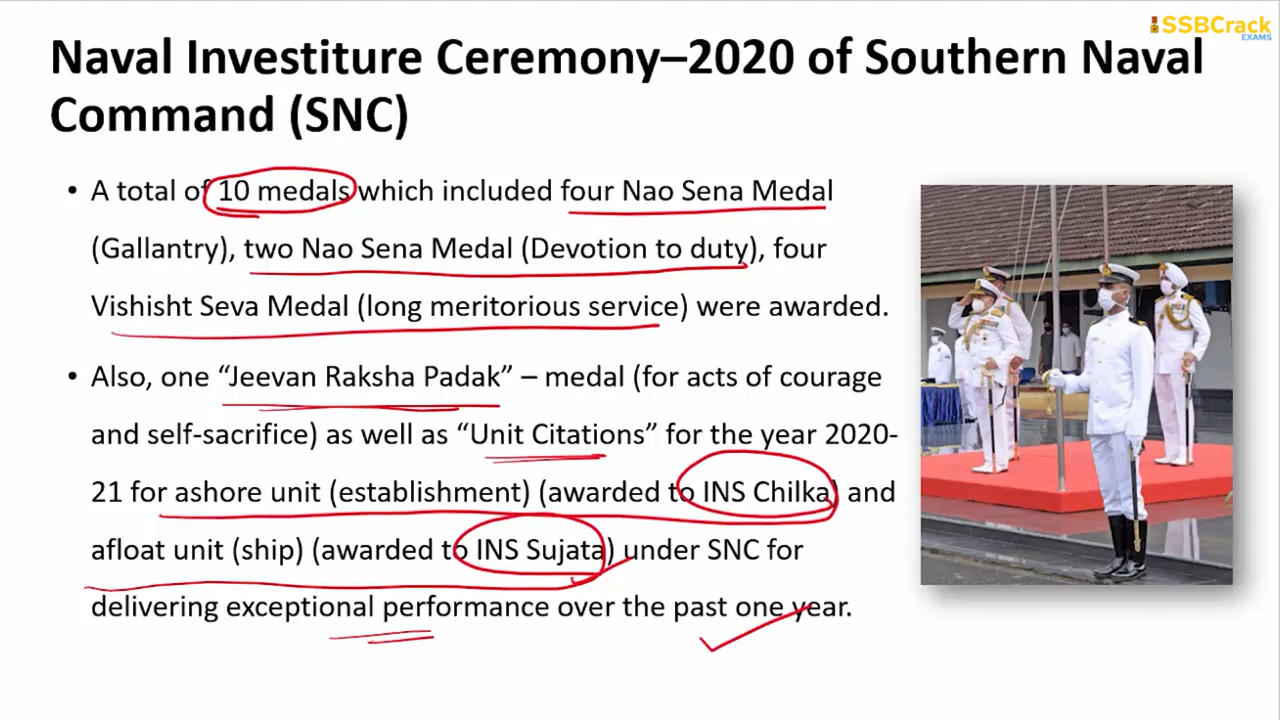 SSBCrack
EXAMS
Naval Investiture Ceremony–2020 of Southern Naval
Command (SNC)
• A total of 10 medals which included four Nao Sena Medal
(Gallantry), two Nao Sena Medal (Devotion to duty), four
Vishisht Seva Medal (long meritorious service) were awarded.
• Also, one “Jeevan Raksha Padak” – medal (for acts of courage
and self-sacrifice) as well as “Unit Citations” for the year 2020-
21 for ashore unit (establishment) (awarded to INS Chilka) and
afloat unit (ship) (awarded to INS Sujata) under SNC for
delivering exceptional performance over the past one year.